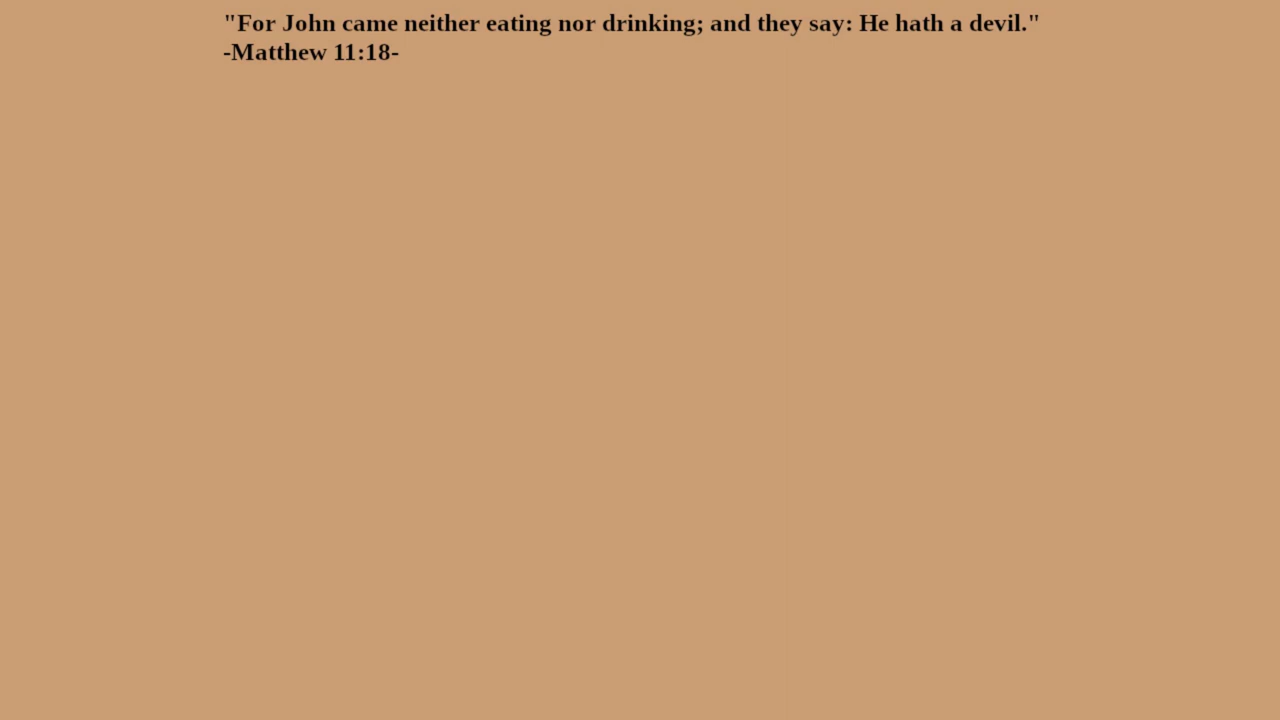 "For John came neither eating nor drinking; and they say: He hath a devil."
-Matthew 11:18-